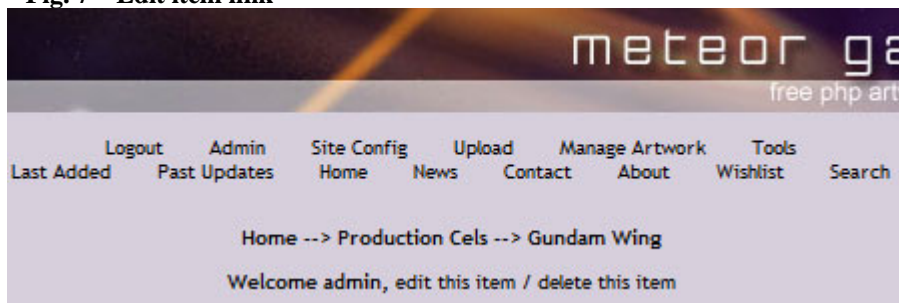 Fig. 7 – Edit item link
meteor ga
free php art
Logout Admin Site Config Upload Manage Artwork Tools
Last Added Past Updates Home News Contact About Wishlist Search
Home --> Production Cels --> Gundam Wing
Welcome admin, edit this item / delete this item